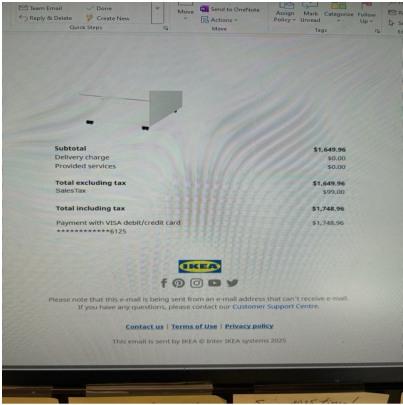 Team Email
Done
Reply & Delete
Create New
Quick Steps
Move
Send to OneNote
Actions
Move
Assign Policy
Mark Unread
Categorize
Follow Up
Tags
Subtotal $1,649.96
Delivery charge $0.00
Provided services $0.00
Total excluding tax $1,649.96
SalesTax $99.00
Total including tax $1,748.96
Payment with VISA debit/credit card $1,748.96
************6125
IKEA
Please note that this e-mail is being sent from an e-mail address that can't receive e-mail.
If you have any questions, please contact our Customer Support Centre.
Contact us | Terms of Use | Privacy policy
This email is sent by IKEA © Inter IKEA systems 2025